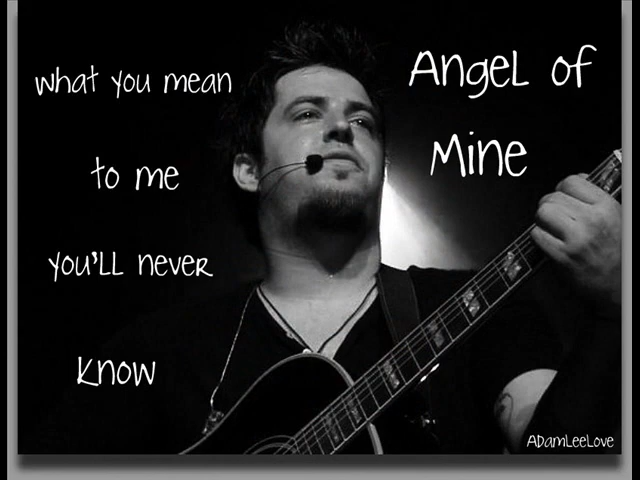 what you mean
to me
you'll never
know
Angel of
Mine
ADamLeeLove